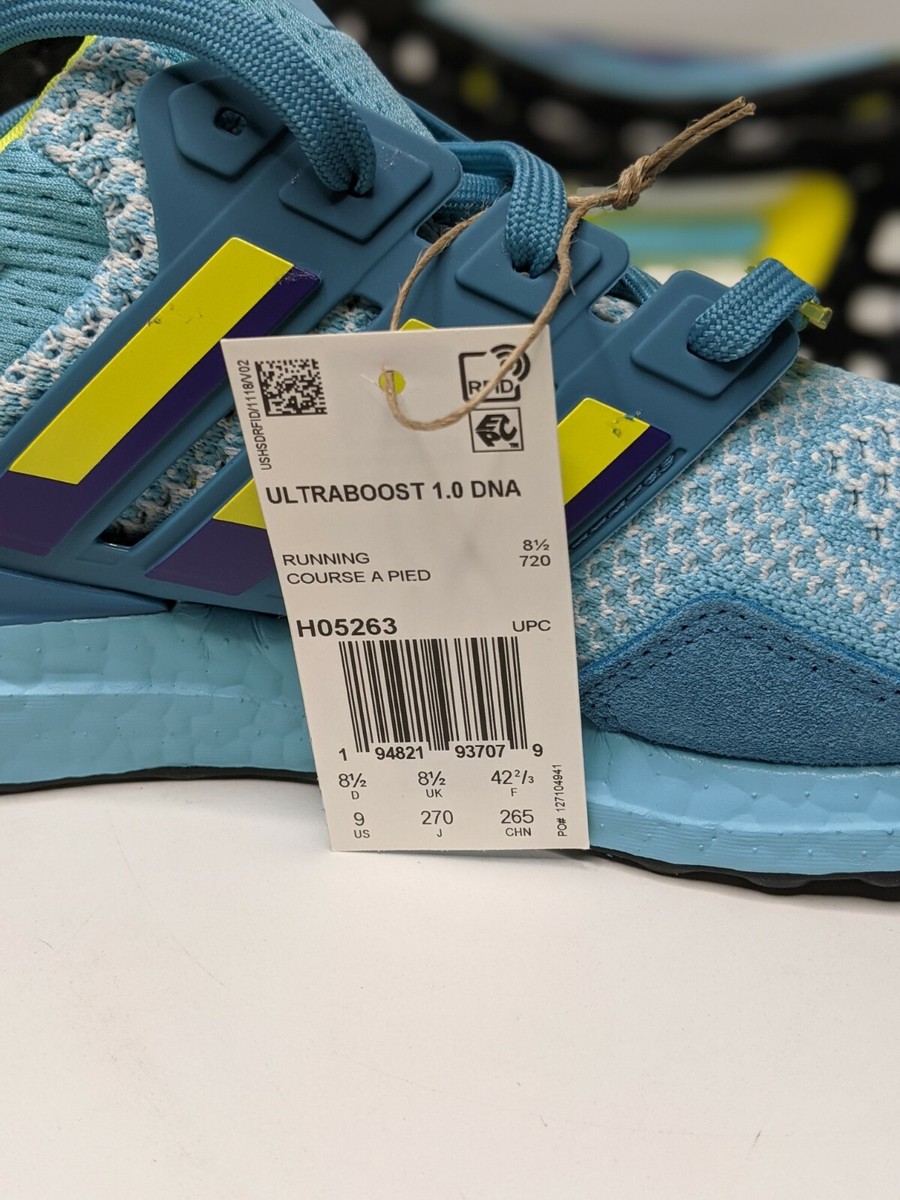 USHSDRFID/1118/V02
RFID
EPC™
ULTRABOOST 1.0 DNA
8½
RUNNING 720
COURSE A PIED
H05263 UPC
1 94821 93707 9
8½ 8½ 42²/₃
D UK F
9 270 265
US J CHN
PO# 127104941